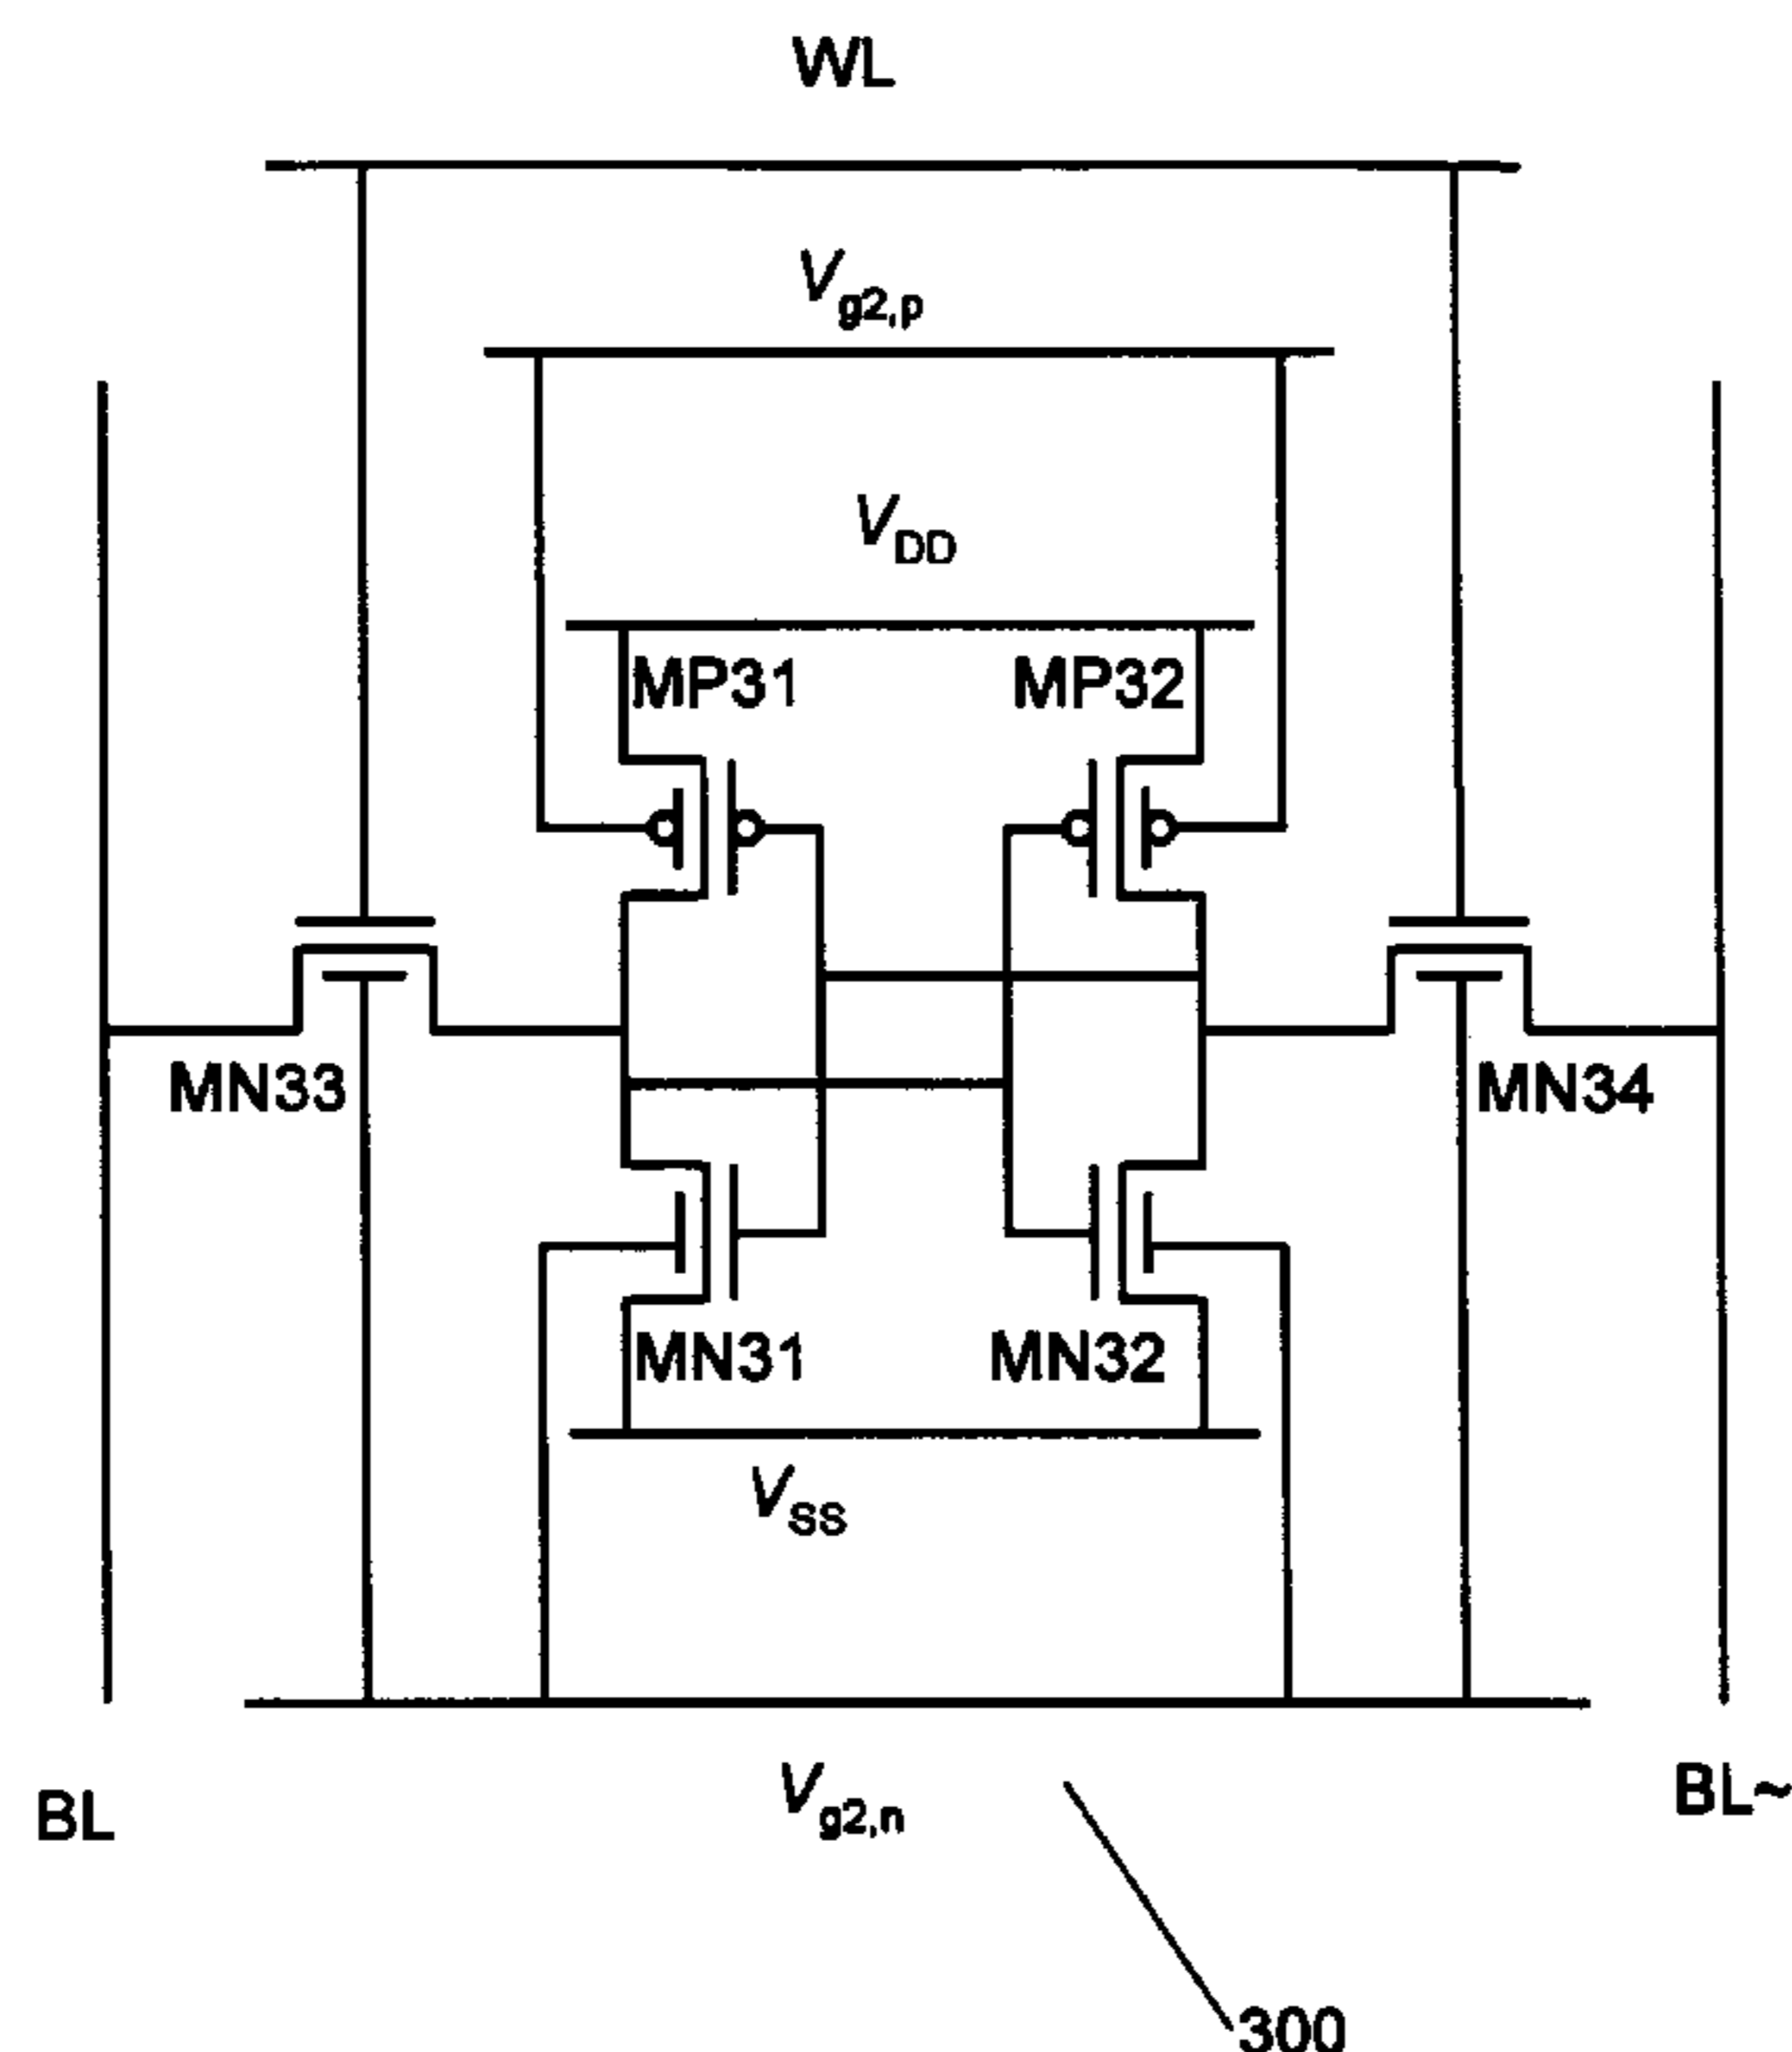 WL
Vg2,p
VDD
MP31 MP32
MN33 MN34
MN31 MN32
VSS
Vg2,n
BL BL~
300